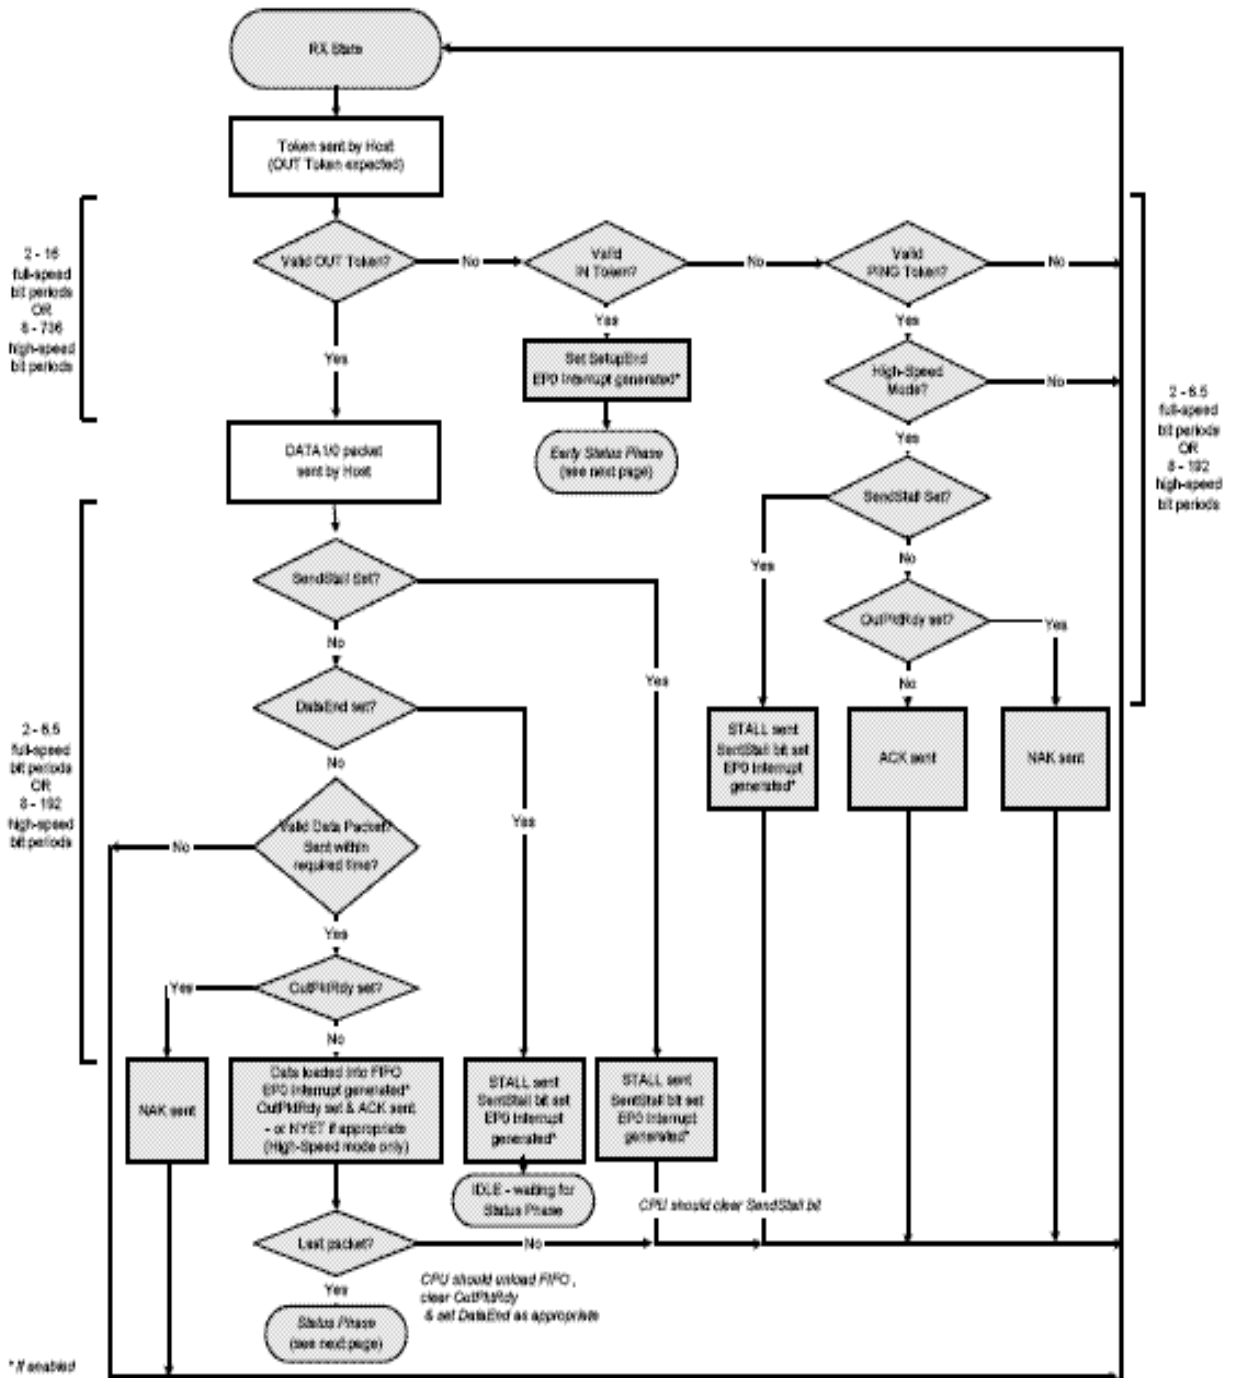 RX State
Token sent by Host
(OUT Token expected)
2 - 16
full-speed
bit periods
OR
8 - 736
high-speed
bit periods
Valid OUT Token?
No
Valid
IN Token?
No
Valid
PING Token?
No
Yes
Yes
Yes
Set SetupEnd
EP0 Interrupt generated*
High-Speed
Mode?
No
Early Status Phase
(see next page)
Yes
2 - 6.5
full-speed
bit periods
OR
8 - 192
high-speed
bit periods
DATA1/0 packet
sent by Host
SendStall Set?
Yes
No
SendStall Set?
No
Yes
OutPktRdy set?
Yes
No
DataEnd set?
No
Yes
STALL sent
SentStall bit set
EP0 Interrupt
generated*
ACK sent
NAK sent
2 - 6.5
full-speed
bit periods
OR
8 - 192
high-speed
bit periods
Valid Data Packet?
Sent within
required time?
No
Yes
OutPktRdy set?
Yes
No
NAK sent
Data loaded into FIFO
EP0 Interrupt generated*
OutPktRdy set & ACK sent
- or NYET if appropriate
(High-Speed mode only)
STALL sent
SentStall bit set
EP0 Interrupt
generated*
STALL sent
SentStall bit set
EP0 Interrupt
generated*
IDLE - waiting for
Status Phase
CPU should clear SendStall bit
Last packet?
No
Yes
CPU should unload FIFO ,
clear OutPktRdy
& set DataEnd as appropriate
Status Phase
(see next page)
* If enabled